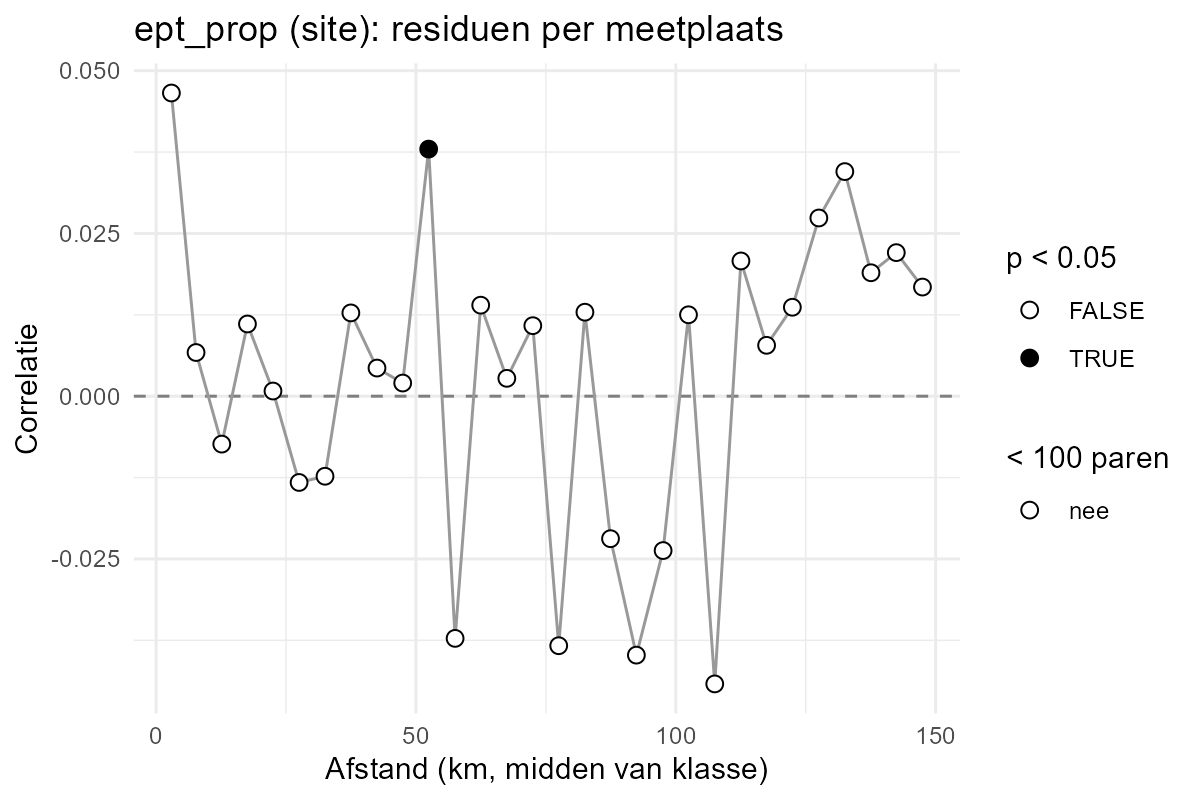 ept_prop (site): residuen per meetplaats
0.050
0.025
0.000
-0.025
Correlatie
0
50
100
150
Afstand (km, midden van klasse)
p < 0.05
FALSE
TRUE
< 100 paren
nee